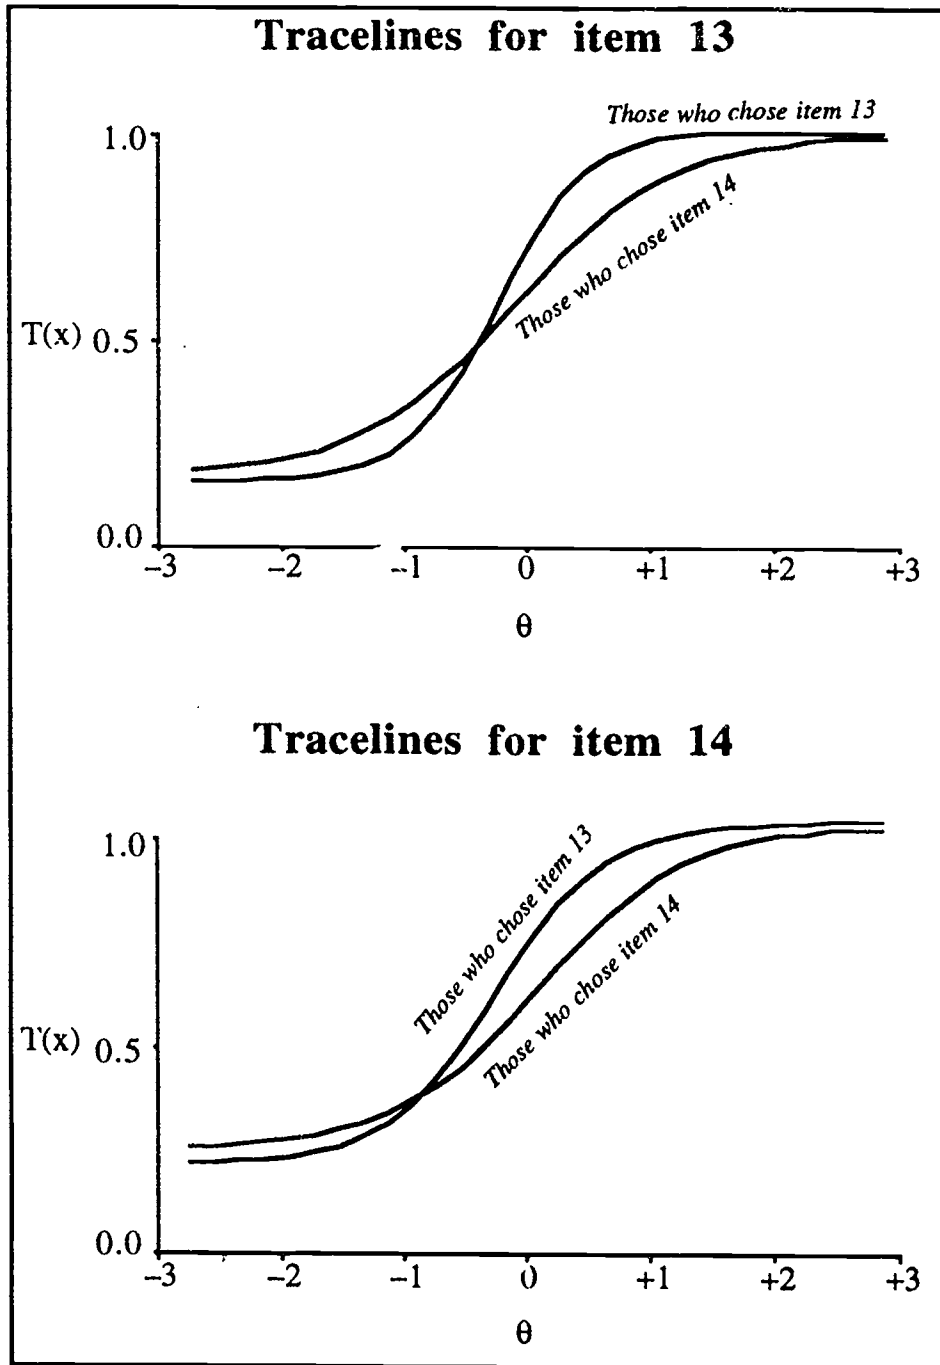 Tracelines for item 13
Those who chose item 13
1.0
Those who chose item 14
T(x) 0.5
0.0
–3 –2 –1 0 +1 +2 +3
θ
Tracelines for item 14
1.0
Those who chose item 13
Those who chose item 14
T(x) 0.5
0.0
–3 –2 –1 0 +1 +2 +3
θ